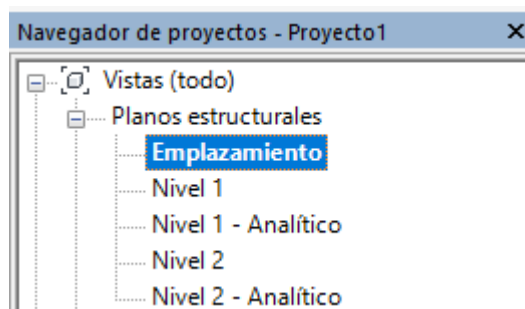 Navegador de proyectos - Proyecto1
Vistas (todo)
Planos estructurales
Emplazamiento
Nivel 1
Nivel 1 - Analítico
Nivel 2
Nivel 2 - Analítico